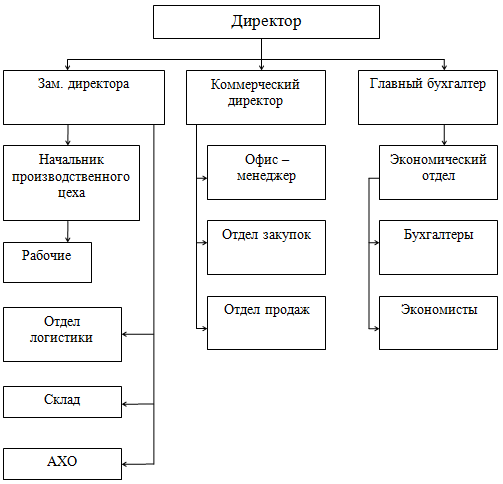 Директор
Зам. директора
Коммерческий
директор
Главный бухгалтер
Начальник
производственного
цеха
Офис –
менеджер
Экономический
отдел
Рабочие
Отдел закупок
Бухгалтеры
Отдел
логистики
Отдел продаж
Экономисты
Склад
АХО